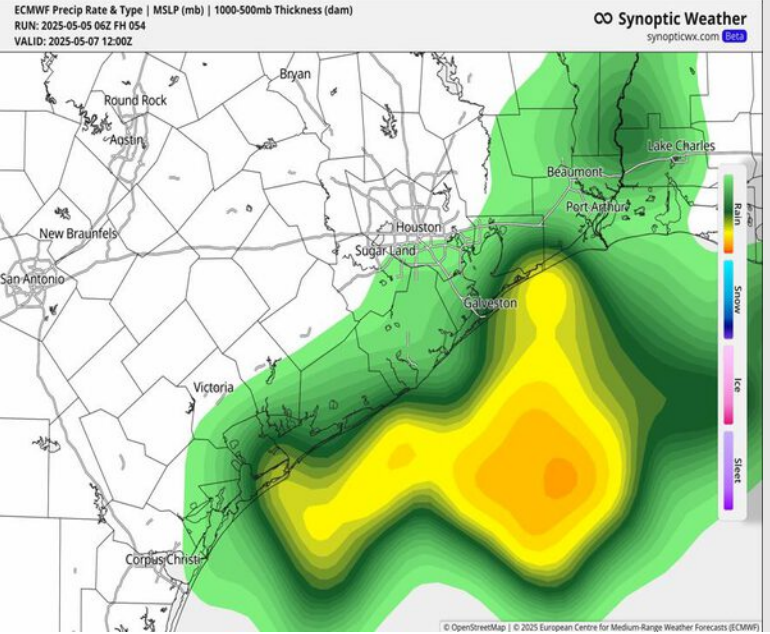 ECMWF Precip Rate & Type | MSLP (mb) | 1000-500mb Thickness (dam)
RUN: 2025-05-05 06Z FH 054
VALID: 2025-05-07 12:00Z
Synoptic Weather
synopticwx.com Beta
Bryan
Round Rock
Austin
Lake Charles
Beaumont
Port Arthur
New Braunfels
Houston
Sugar Land
San Antonio
Galveston
Victoria
Corpus Christi
Rain
Snow
Ice
Sleet
© OpenStreetMap | © 2025 European Centre for Medium-Range Weather Forecasts (ECMWF)